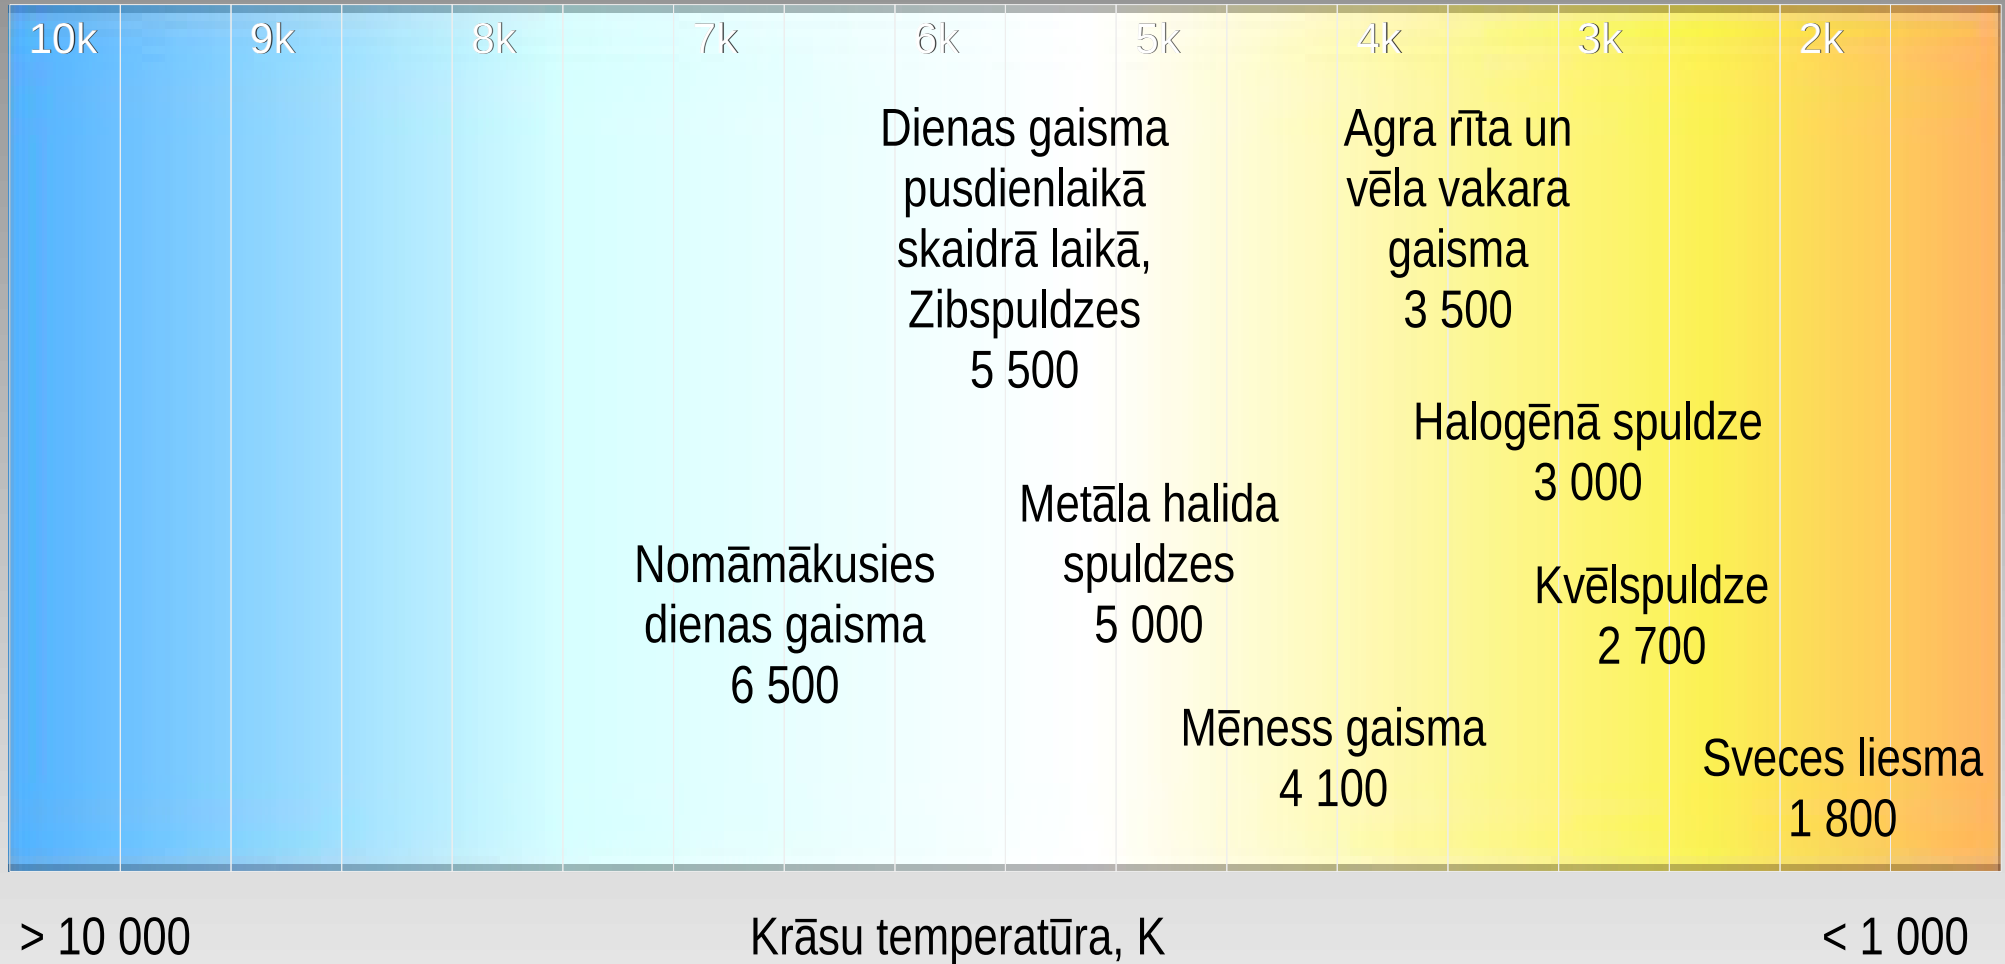 10k 9k 8k 7k 6k 5k 4k 3k 2k
Dienas gaisma
pusdienlaikā
skaidrā laikā,
Zibspuldzes
5 500
Agra rīta un
vēla vakara
gaisma
3 500
Halogēnā spuldze
3 000
Metāla halida
spuldzes
5 000
Nomāmākusies
dienas gaisma
6 500
Kvēlspuldze
2 700
Mēness gaisma
4 100
Sveces liesma
1 800
> 10 000 Krāsu temperatūra, K < 1 000